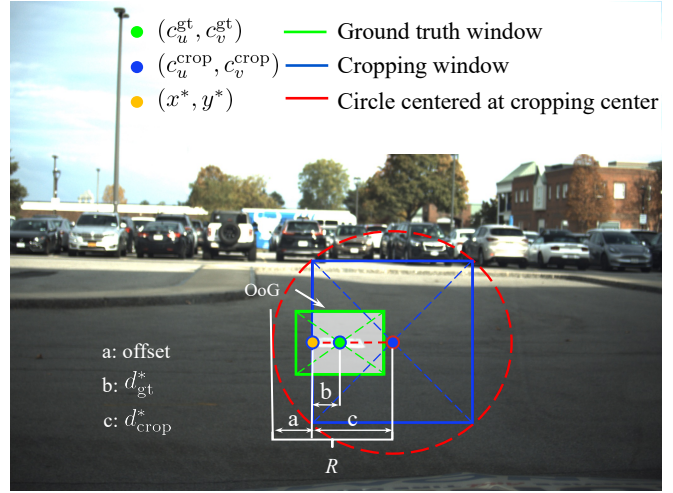 (c_u^gt, c_v^gt) Ground truth window
(c_u^crop, c_v^crop) Cropping window
(x*, y*) Circle centered at cropping center
OoG
a: offset
b: d*_gt
c: d*_crop
b
a c
R